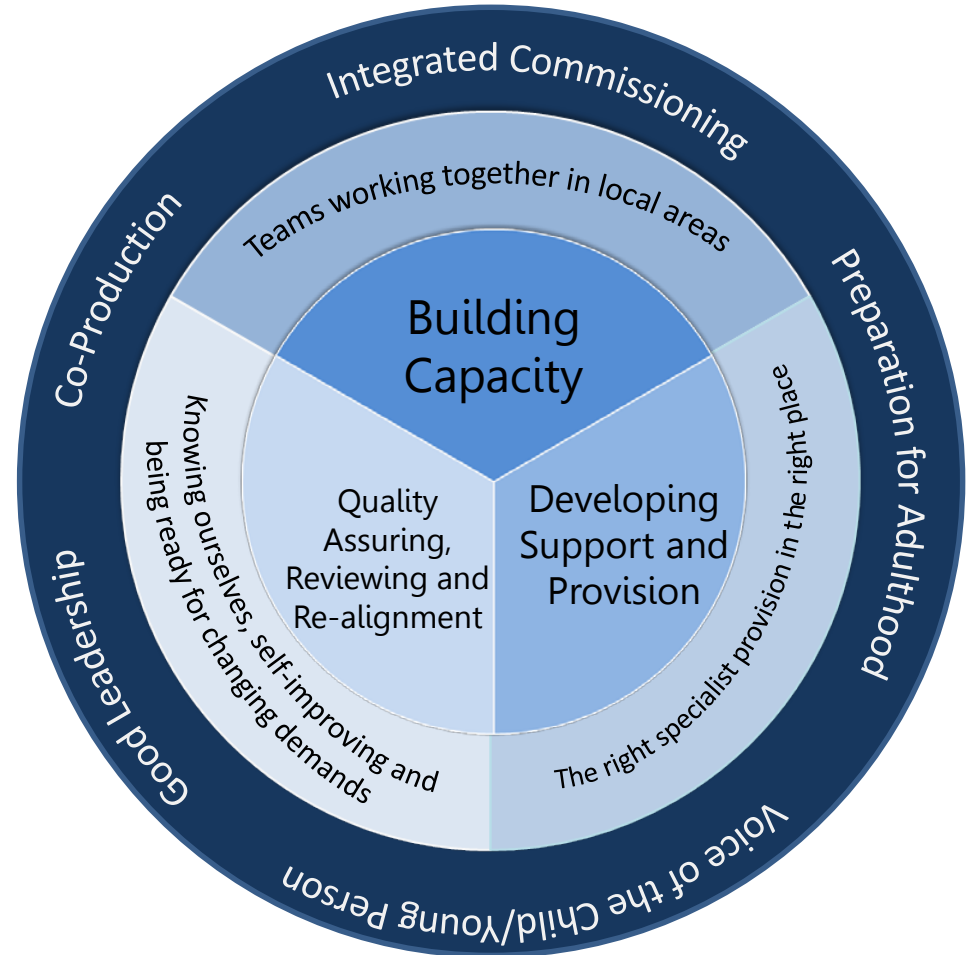 Integrated Commissioning
Preparation for Adulthood
Voice of the Child/Young Person
Good Leadership
Co-Production
Teams working together in local areas
The right specialist provision in the right place
Knowing ourselves, self-improving and
being ready for changing demands
Building
Capacity
Developing
Support and
Provision
Quality
Assuring,
Reviewing and
Re-alignment